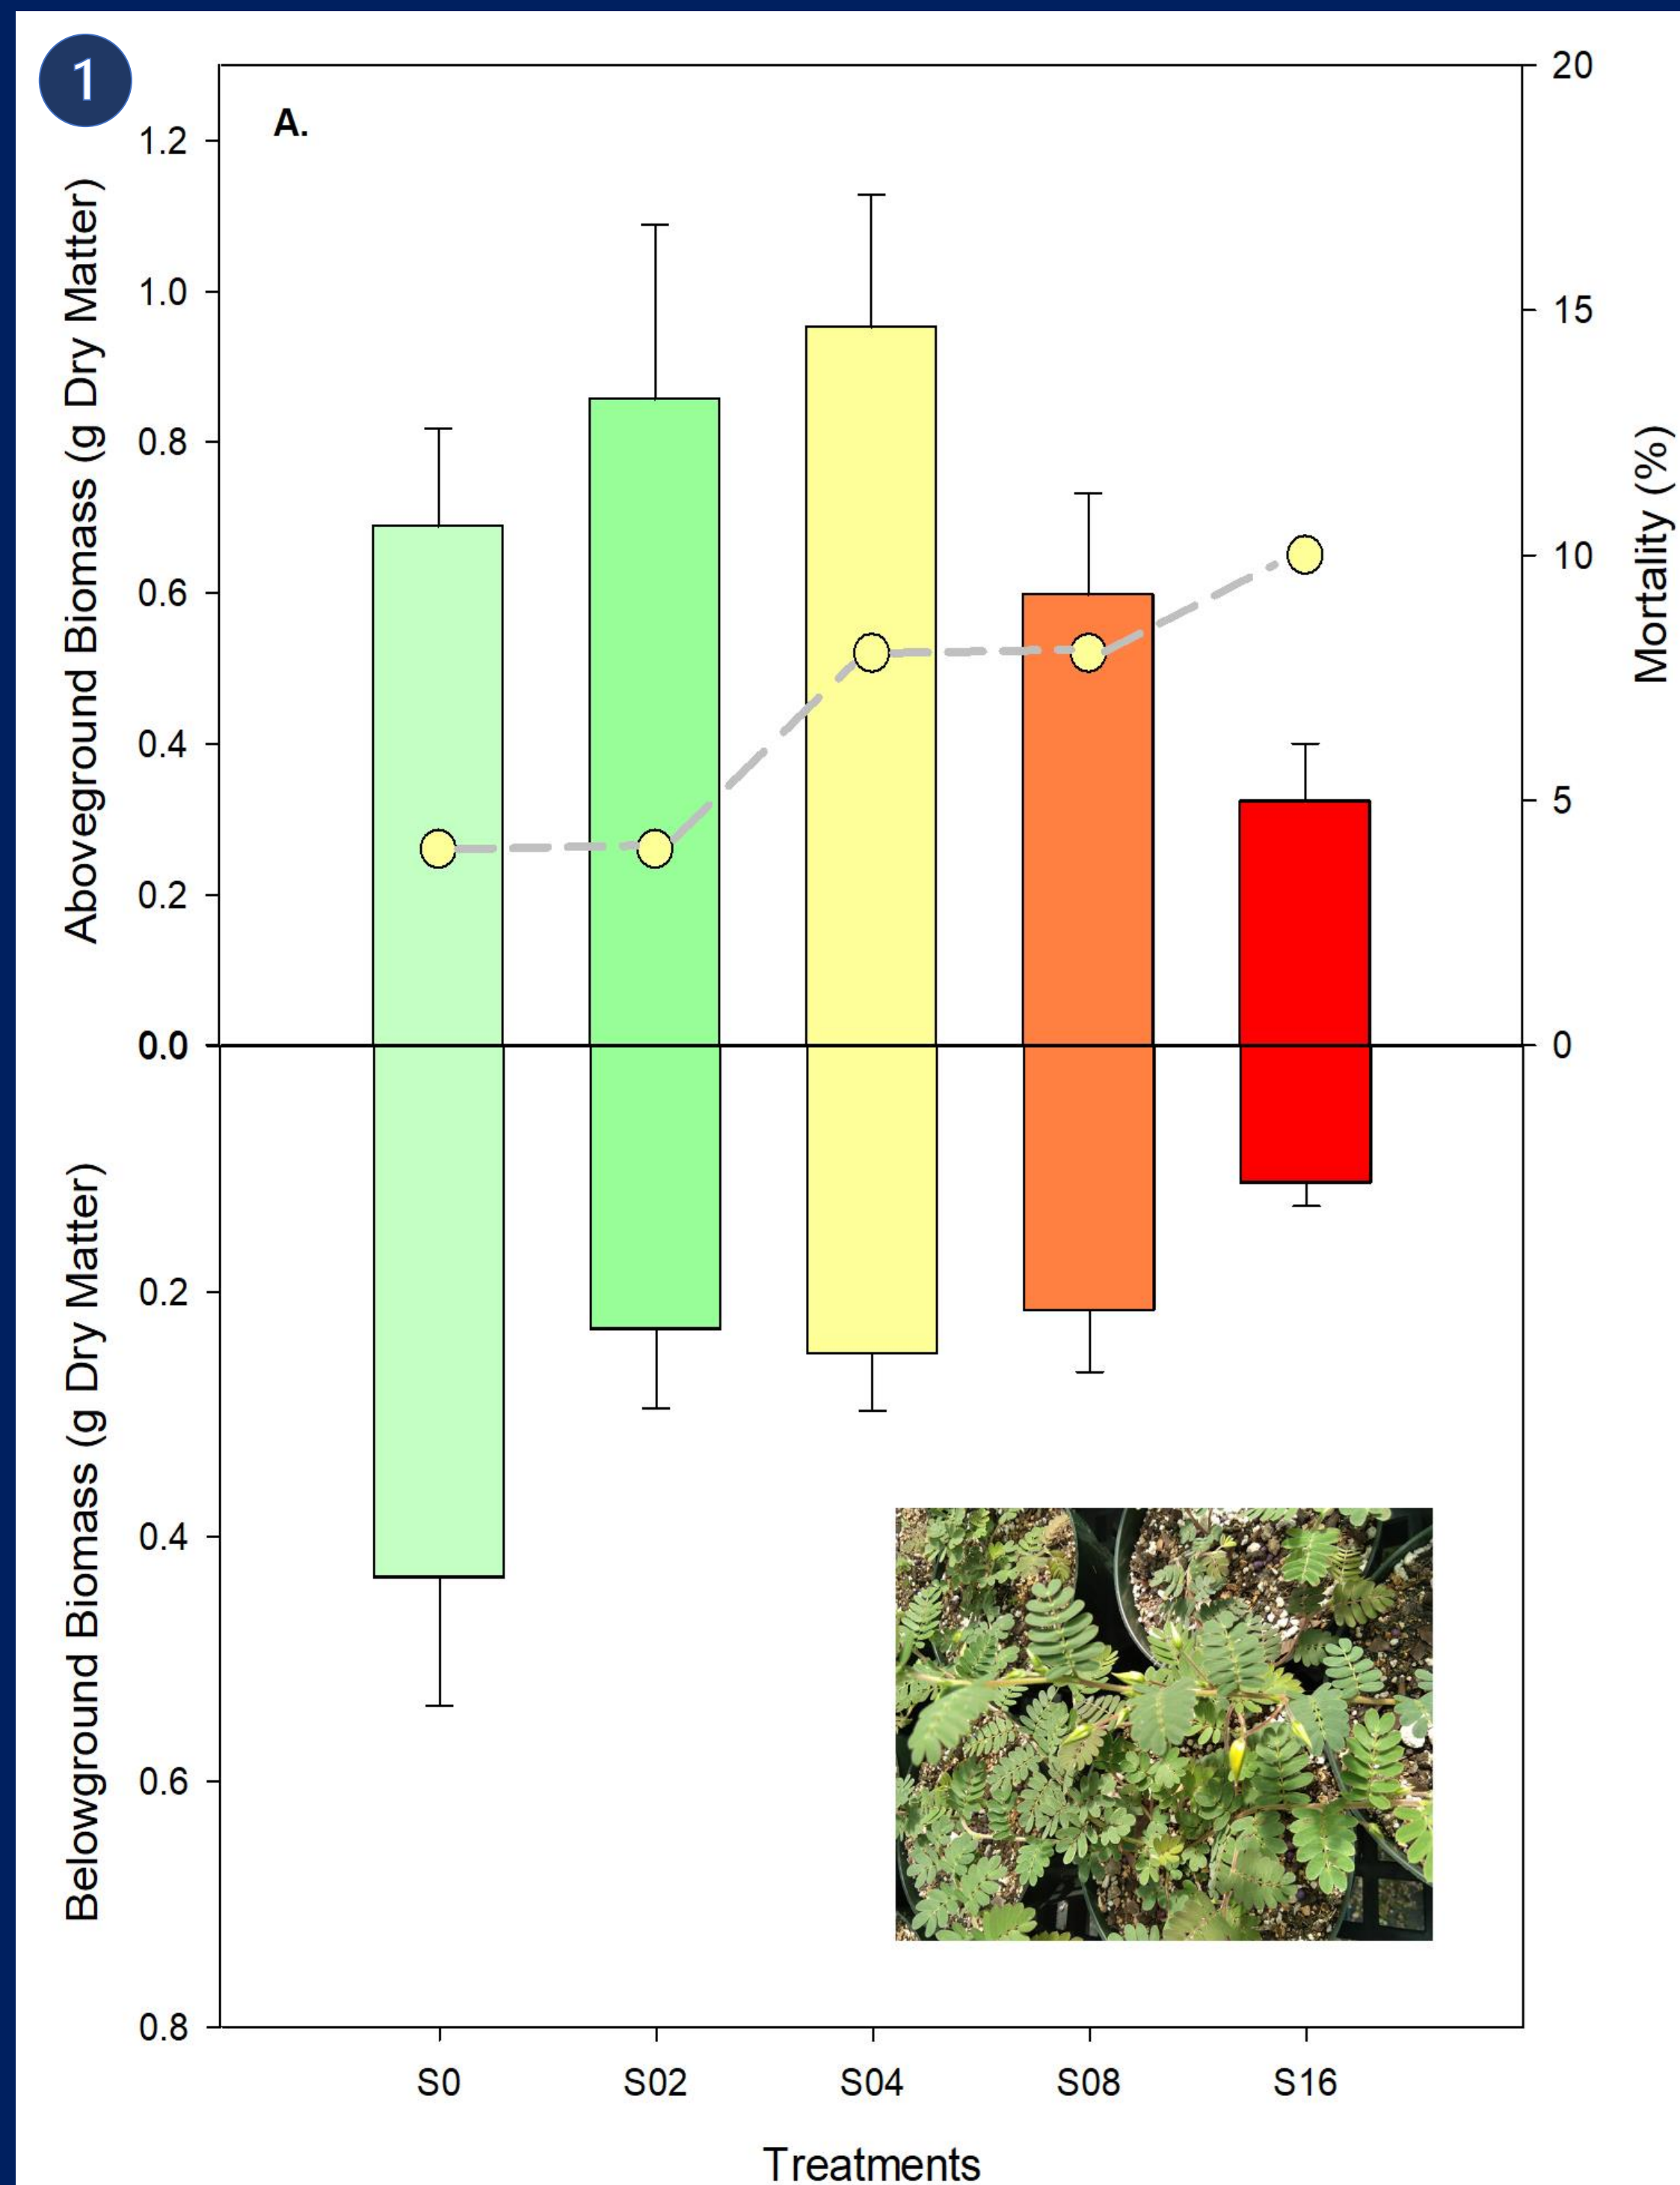 1
A.
Aboveground Biomass (g Dry Matter)
1.2
1.0
0.8
0.6
0.4
0.2
0.0
Belowground Biomass (g Dry Matter)
0.2
0.4
0.6
0.8
20
15
10
5
0
Mortality (%)
S0 S02 S04 S08 S16
Treatments